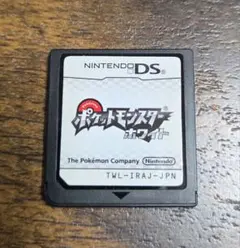 NINTENDO DS™
ポケットモンスター
ホワイト
The Pokémon Company Nintendo
TWL-IRAJ-JPN